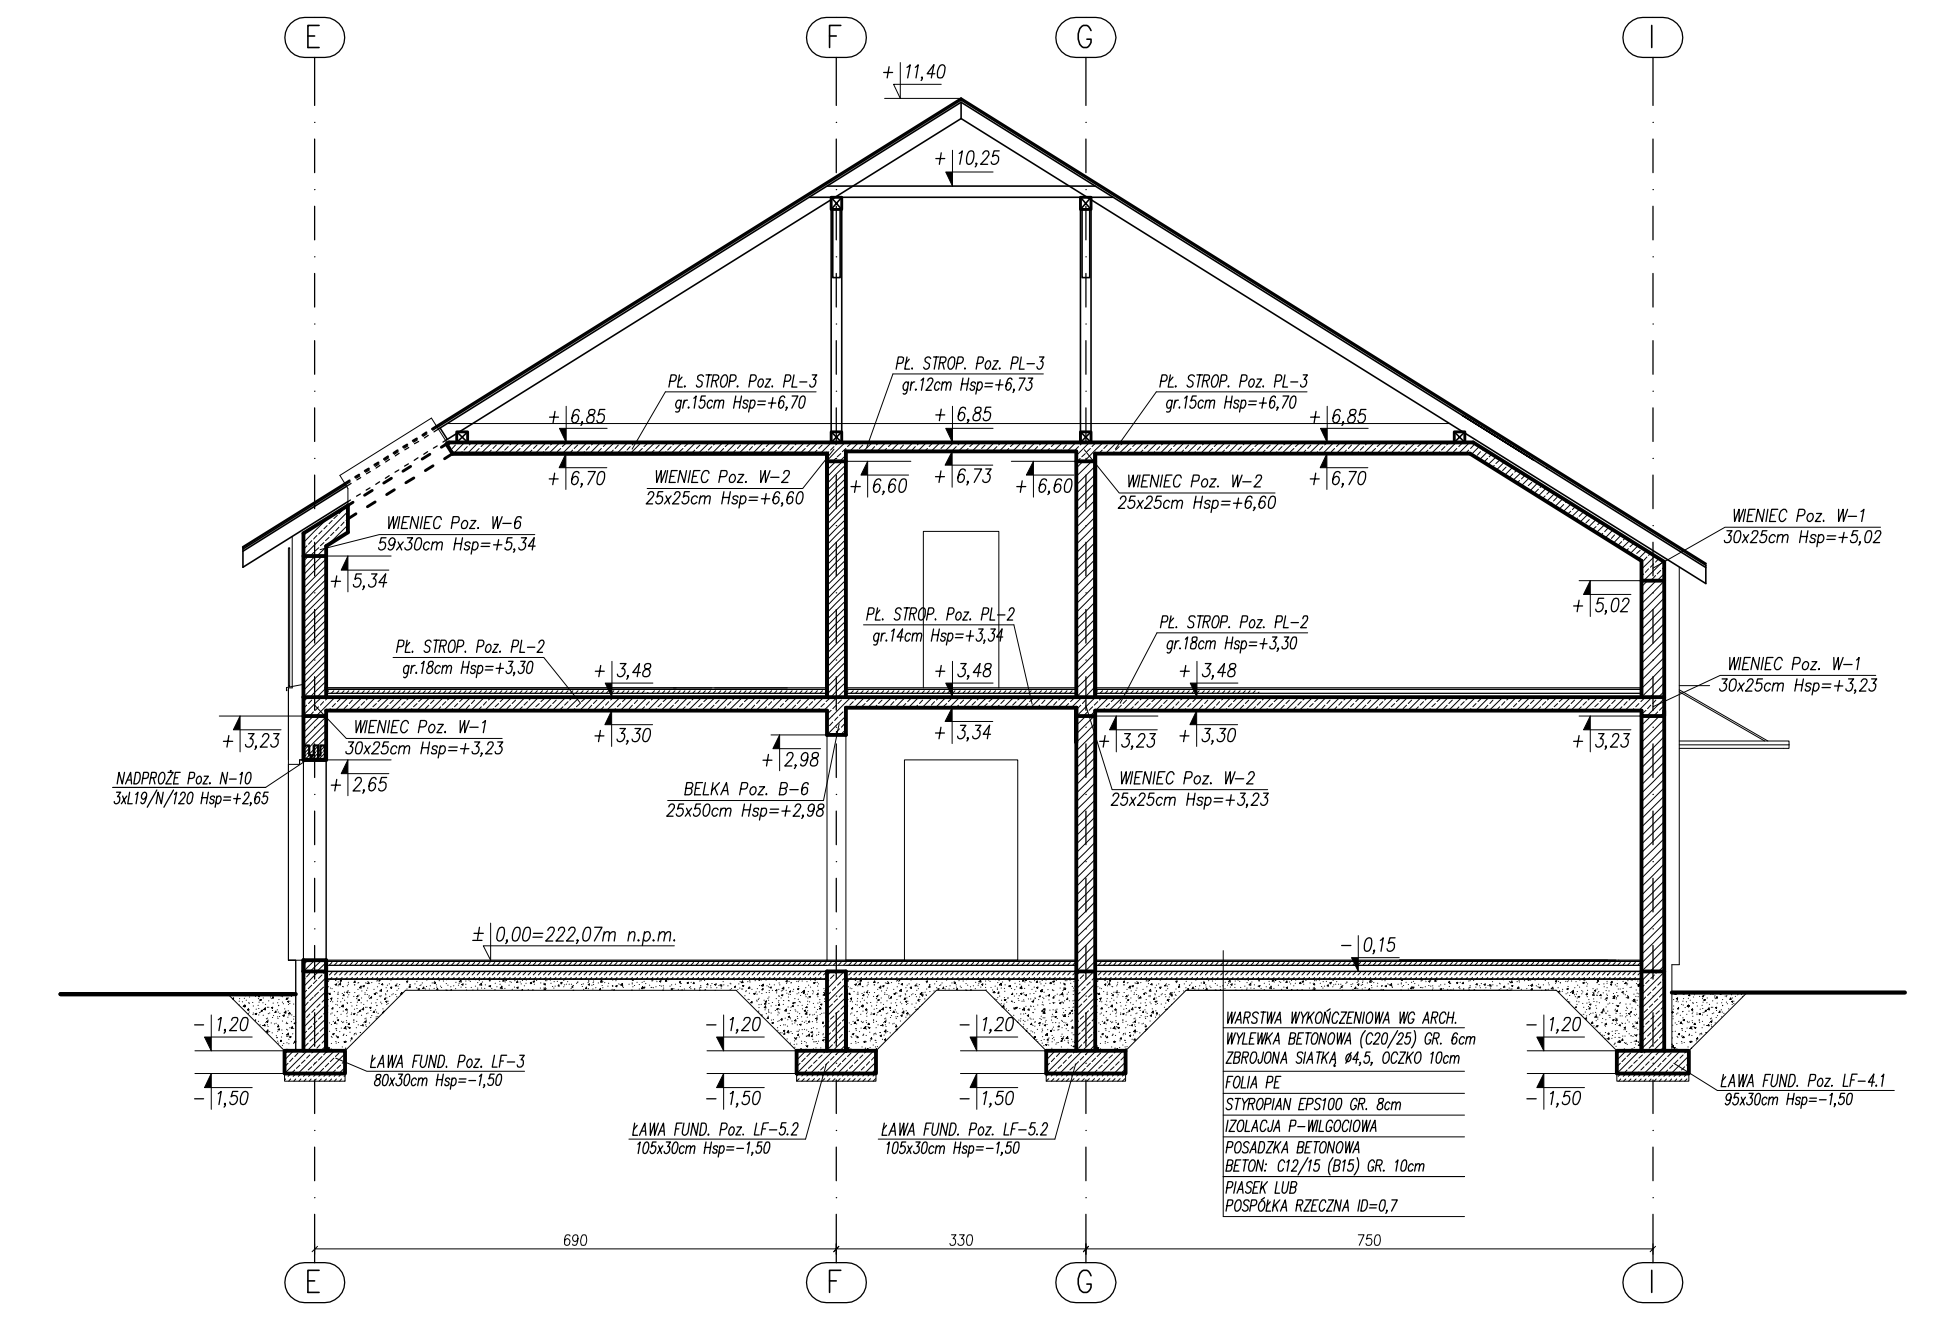 E F G I
+ 11,40
+ 10,25
PŁ. STROP. Poz. PL-3
gr.12cm Hsp=+6,73
PŁ. STROP. Poz. PL-3
gr.15cm Hsp=+6,70
PŁ. STROP. Poz. PL-3
gr.15cm Hsp=+6,70
+ 6,85
+ 6,85
+ 6,85
+ 6,70
WIENIEC Poz. W-2
25x25cm Hsp=+6,60
+ 6,60
+ 6,73
+ 6,60
WIENIEC Poz. W-2
25x25cm Hsp=+6,60
+ 6,70
WIENIEC Poz. W-6
59x30cm Hsp=+5,34
WIENIEC Poz. W-1
30x25cm Hsp=+5,02
+ 5,34
+ 5,02
PŁ. STROP. Poz. PL-2
gr.14cm Hsp=+3,34
PŁ. STROP. Poz. PL-2
gr.18cm Hsp=+3,30
PŁ. STROP. Poz. PL-2
gr.18cm Hsp=+3,30
+ 3,48
+ 3,48
+ 3,48
WIENIEC Poz. W-1
30x25cm Hsp=+3,23
+ 3,23
WIENIEC Poz. W-1
30x25cm Hsp=+3,23
+ 3,30
+ 2,98
+ 3,34
+ 3,23
+ 3,30
+ 3,23
NADPROŻE Poz. N-10
3xL19/N/120 Hsp=+2,65
+ 2,65
BELKA Poz. B-6
25x50cm Hsp=+2,98
WIENIEC Poz. W-2
25x25cm Hsp=+3,23
± 0,00=222,07m n.p.m.
- 0,15
- 1,20
- 1,20
- 1,20
- 1,20
- 1,50
- 1,50
- 1,50
- 1,50
ŁAWA FUND. Poz. LF-3
80x30cm Hsp=-1,50
ŁAWA FUND. Poz. LF-5.2
105x30cm Hsp=-1,50
ŁAWA FUND. Poz. LF-5.2
105x30cm Hsp=-1,50
ŁAWA FUND. Poz. LF-4.1
95x30cm Hsp=-1,50
WARSTWA WYKOŃCZENIOWA WG ARCH.
WYLEWKA BETONOWA (C20/25) GR. 6cm
ZBROJONA SIATKĄ ø4,5, OCZKO 10cm
FOLIA PE
STYROPIAN EPS100 GR. 8cm
IZOLACJA P-WILGOCIOWA
POSADZKA BETONOWA
BETON: C12/15 (B15) GR. 10cm
PIASEK LUB
POSPÓŁKA RZECZNA ID=0,7
690 330 750
E F G I